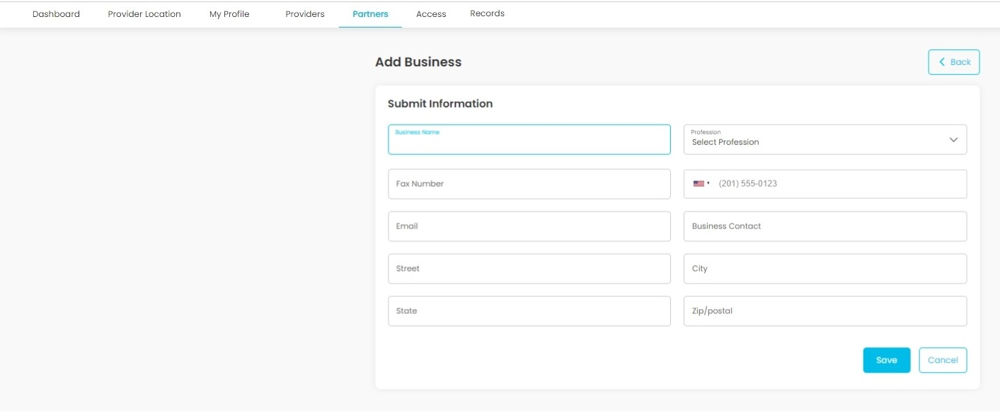 Dashboard Provider Location My Profile Providers Partners Access Records
Add Business
Back
Submit Information
Business Name
Profession
Select Profession
Fax Number
(201) 555-0123
Email
Business Contact
Street
City
State
Zip/postal
Save
Cancel